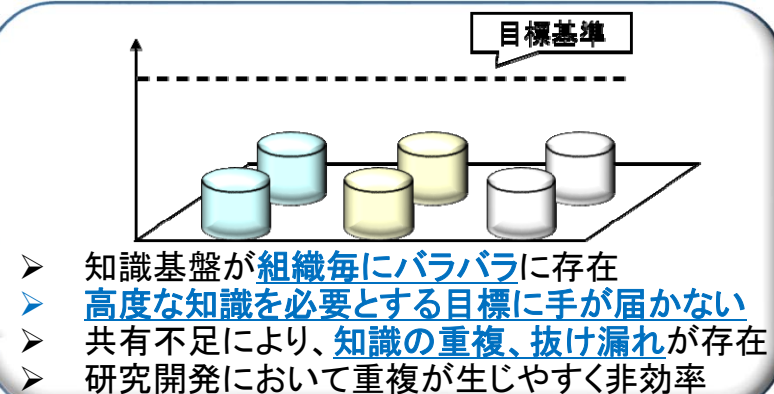 目標基準
➢ 知識基盤が組織毎にバラバラに存在
➢ 高度な知識を必要とする目標に手が届かない
➢ 共有不足により、知識の重複、抜け漏れが存在
➢ 研究開発において重複が生じやすく非効率